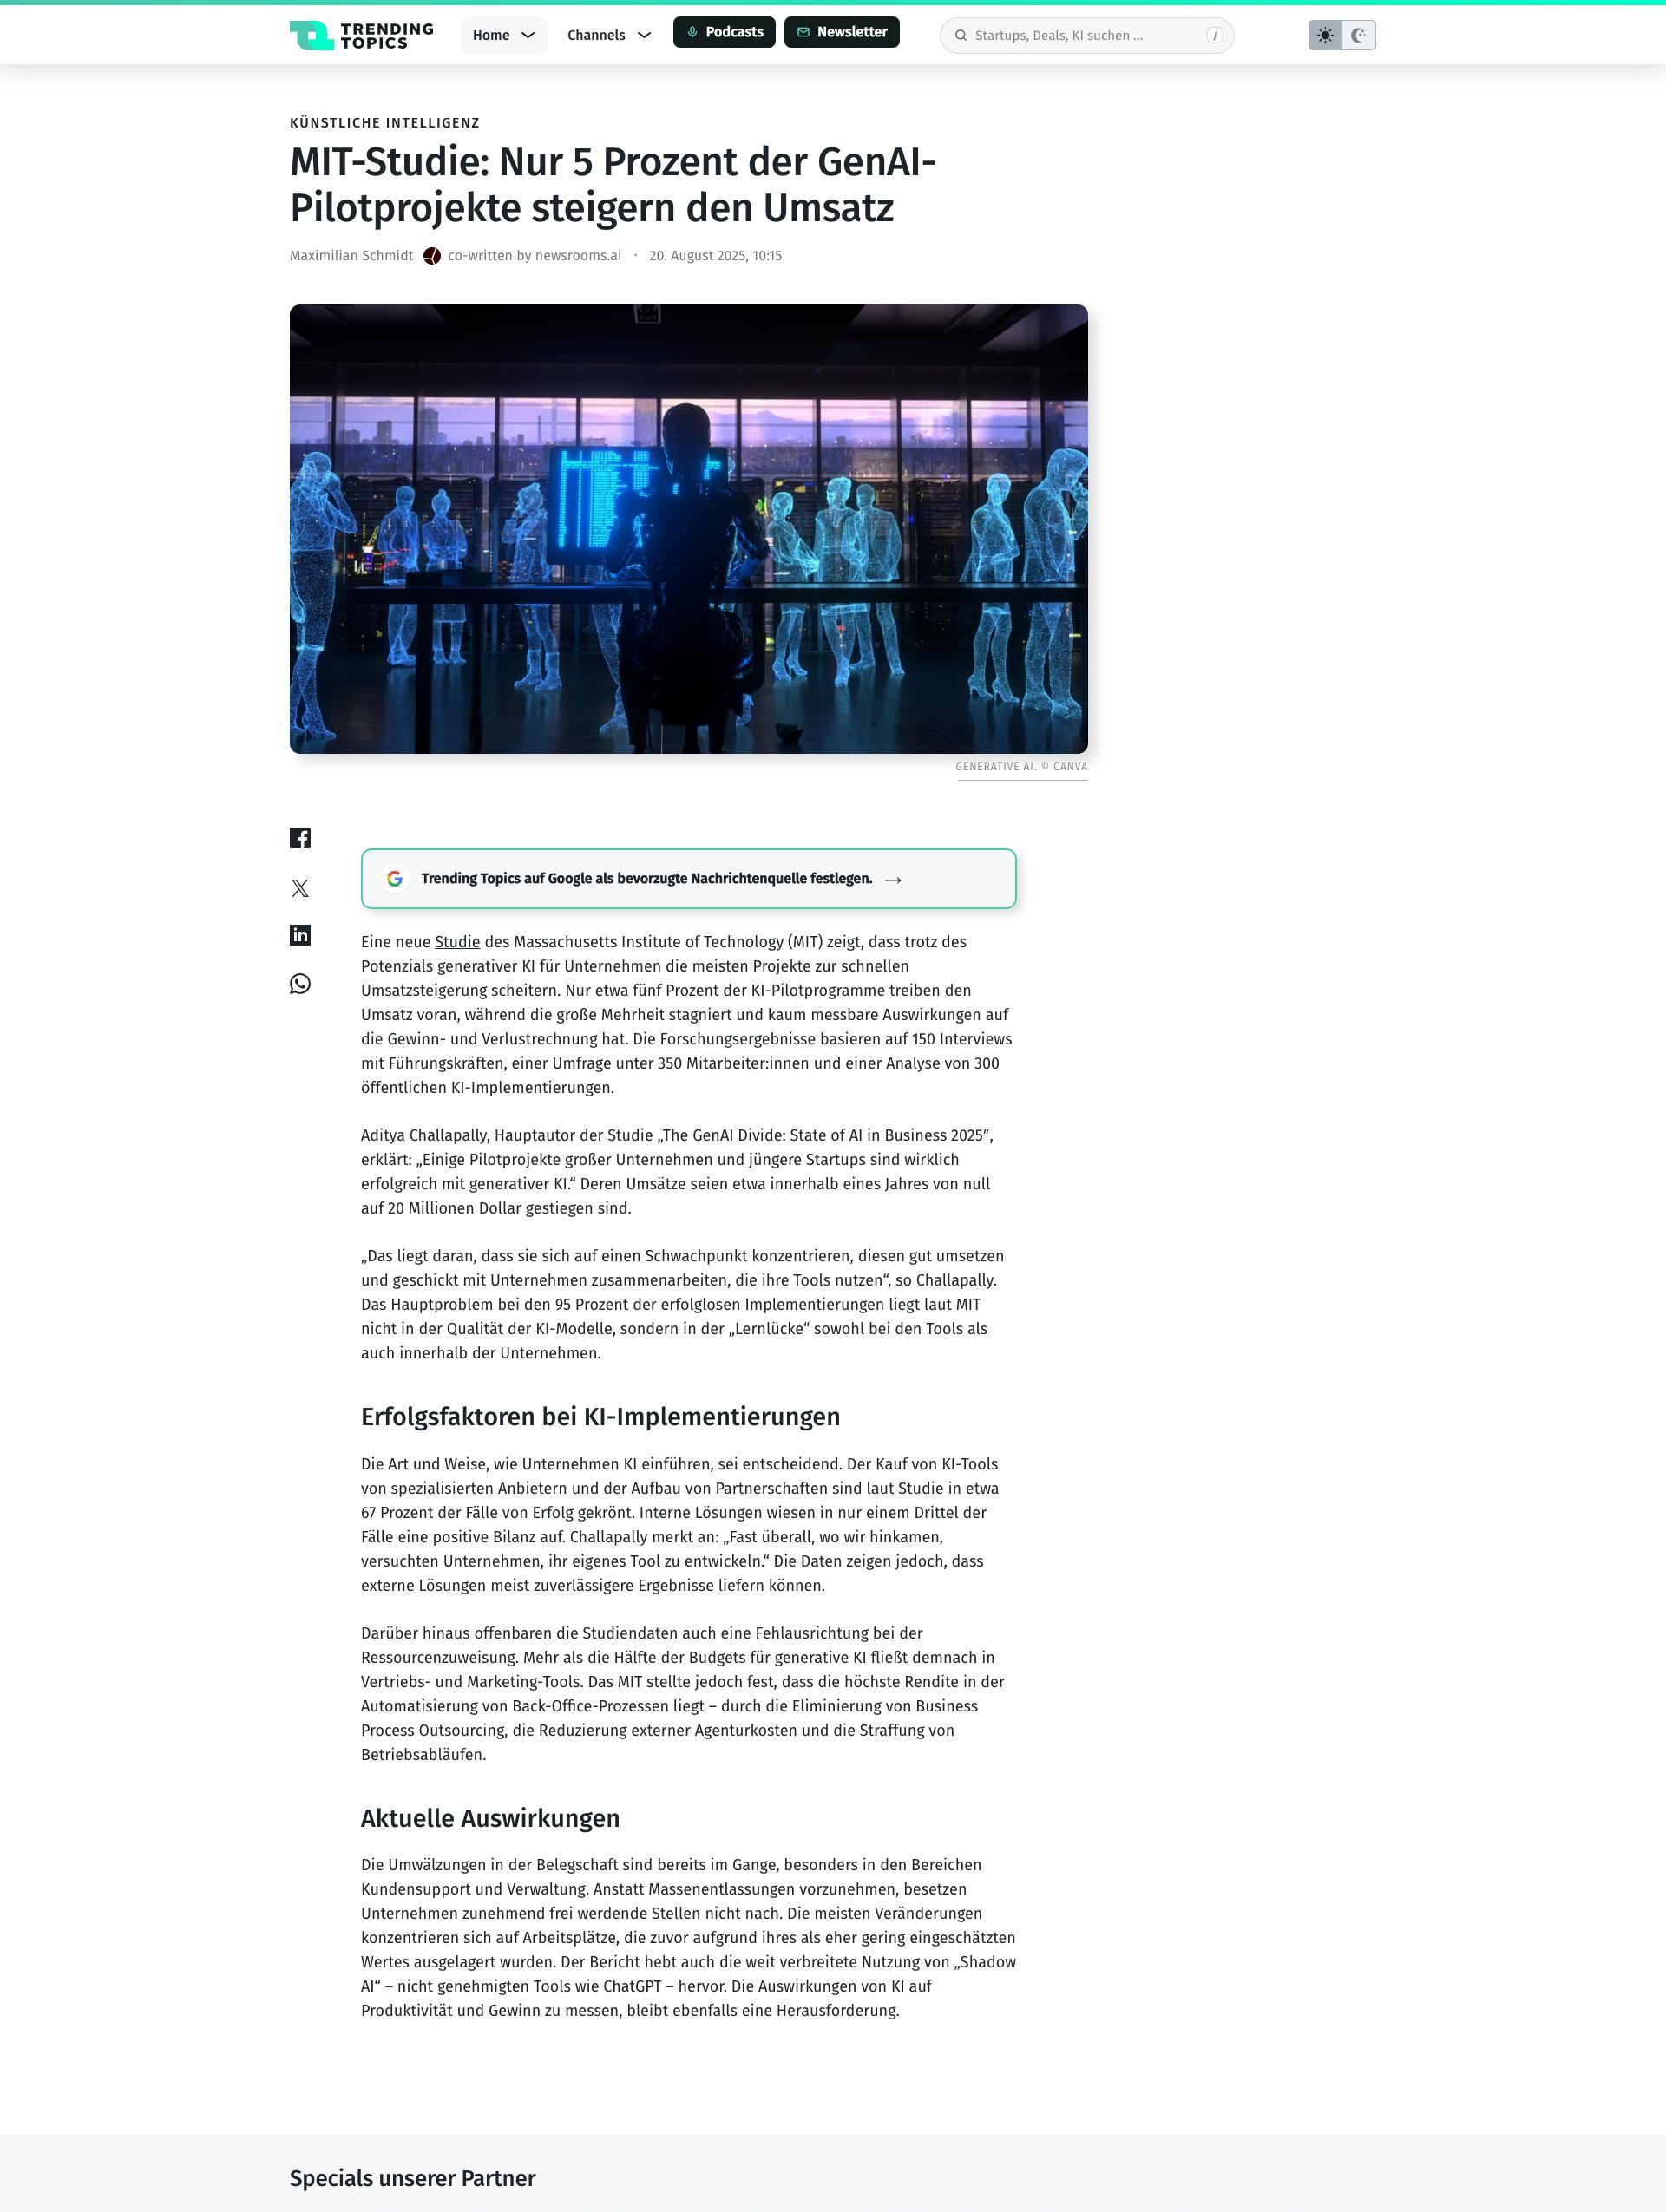 TRENDING
TOPICS
Home
Channels
Podcasts
Newsletter
Startups, Deals, KI suchen ...
/
KÜNSTLICHE INTELLIGENZ
MIT-Studie: Nur 5 Prozent der GenAI-
Pilotprojekte steigern den Umsatz
Maximilian Schmidt co-written by newsrooms.ai · 20. August 2025, 10:15
GENERATIVE AI. © CANVA
Trending Topics auf Google als bevorzugte Nachrichtenquelle festlegen. →
Eine neue Studie des Massachusetts Institute of Technology (MIT) zeigt, dass trotz des
Potenzials generativer KI für Unternehmen die meisten Projekte zur schnellen
Umsatzsteigerung scheitern. Nur etwa fünf Prozent der KI-Pilotprogramme treiben den
Umsatz voran, während die große Mehrheit stagniert und kaum messbare Auswirkungen auf
die Gewinn- und Verlustrechnung hat. Die Forschungsergebnisse basieren auf 150 Interviews
mit Führungskräften, einer Umfrage unter 350 Mitarbeiter:innen und einer Analyse von 300
öffentlichen KI-Implementierungen.
Aditya Challapally, Hauptautor der Studie „The GenAI Divide: State of AI in Business 2025″,
erklärt: „Einige Pilotprojekte großer Unternehmen und jüngere Startups sind wirklich
erfolgreich mit generativer KI.“ Deren Umsätze seien etwa innerhalb eines Jahres von null
auf 20 Millionen Dollar gestiegen sind.
„Das liegt daran, dass sie sich auf einen Schwachpunkt konzentrieren, diesen gut umsetzen
und geschickt mit Unternehmen zusammenarbeiten, die ihre Tools nutzen“, so Challapally.
Das Hauptproblem bei den 95 Prozent der erfolglosen Implementierungen liegt laut MIT
nicht in der Qualität der KI-Modelle, sondern in der „Lernlücke“ sowohl bei den Tools als
auch innerhalb der Unternehmen.
Erfolgsfaktoren bei KI-Implementierungen
Die Art und Weise, wie Unternehmen KI einführen, sei entscheidend. Der Kauf von KI-Tools
von spezialisierten Anbietern und der Aufbau von Partnerschaften sind laut Studie in etwa
67 Prozent der Fälle von Erfolg gekrönt. Interne Lösungen wiesen in nur einem Drittel der
Fälle eine positive Bilanz auf. Challapally merkt an: „Fast überall, wo wir hinkamen,
versuchten Unternehmen, ihr eigenes Tool zu entwickeln.“ Die Daten zeigen jedoch, dass
externe Lösungen meist zuverlässigere Ergebnisse liefern können.
Darüber hinaus offenbaren die Studiendaten auch eine Fehlausrichtung bei der
Ressourcenzuweisung. Mehr als die Hälfte der Budgets für generative KI fließt demnach in
Vertriebs- und Marketing-Tools. Das MIT stellte jedoch fest, dass die höchste Rendite in der
Automatisierung von Back-Office-Prozessen liegt – durch die Eliminierung von Business
Process Outsourcing, die Reduzierung externer Agenturkosten und die Straffung von
Betriebsabläufen.
Aktuelle Auswirkungen
Die Umwälzungen in der Belegschaft sind bereits im Gange, besonders in den Bereichen
Kundensupport und Verwaltung. Anstatt Massenentlassungen vorzunehmen, besetzen
Unternehmen zunehmend frei werdende Stellen nicht nach. Die meisten Veränderungen
konzentrieren sich auf Arbeitsplätze, die zuvor aufgrund ihres als eher gering eingeschätzten
Wertes ausgelagert wurden. Der Bericht hebt auch die weit verbreitete Nutzung von „Shadow
AI“ – nicht genehmigten Tools wie ChatGPT – hervor. Die Auswirkungen von KI auf
Produktivität und Gewinn zu messen, bleibt ebenfalls eine Herausforderung.
Specials unserer Partner